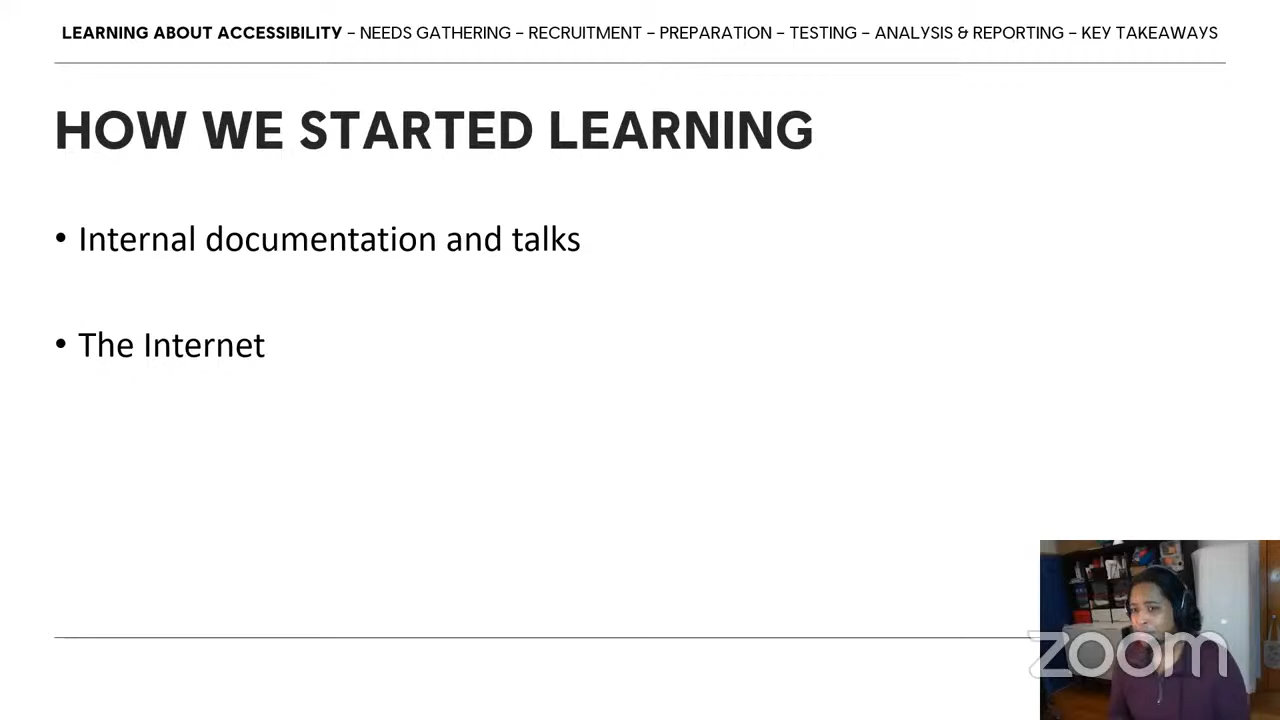 LEARNING ABOUT ACCESSIBILITY – NEEDS GATHERING – RECRUITMENT – PREPARATION – TESTING – ANALYSIS & REPORTING – KEY TAKEAWAYS
HOW WE STARTED LEARNING
• Internal documentation and talks
• The Internet
zoom